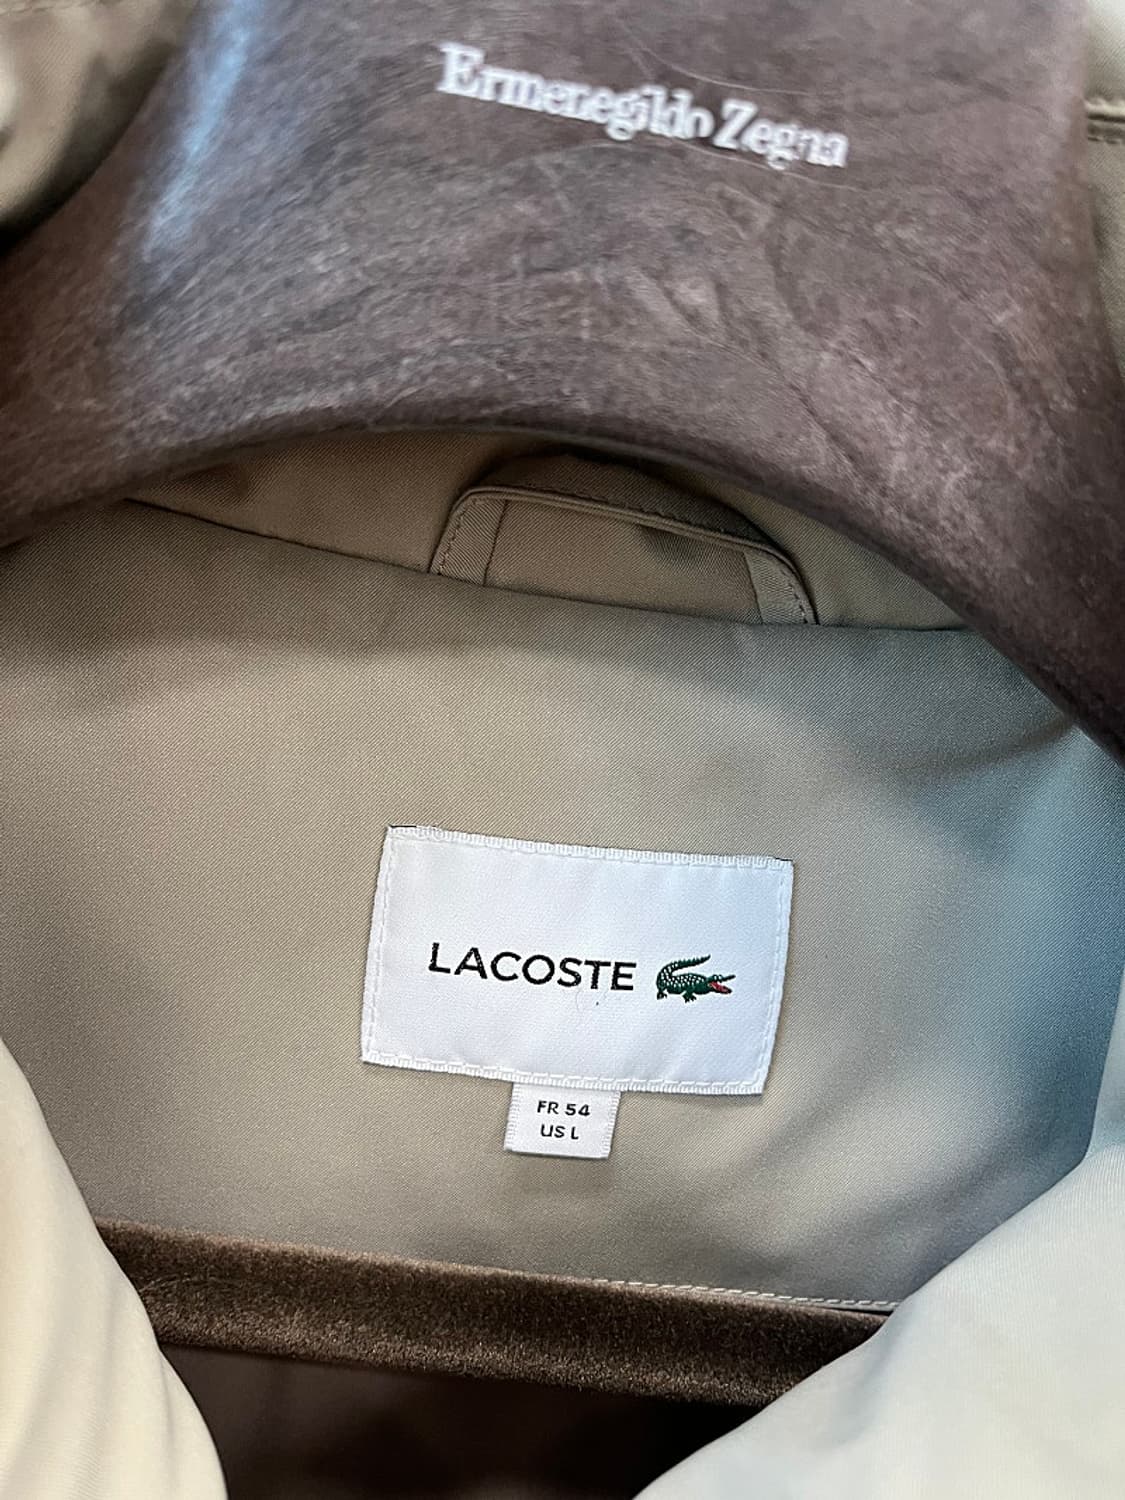 Ermenegildo Zegna
LACOSTE
FR 54
US L